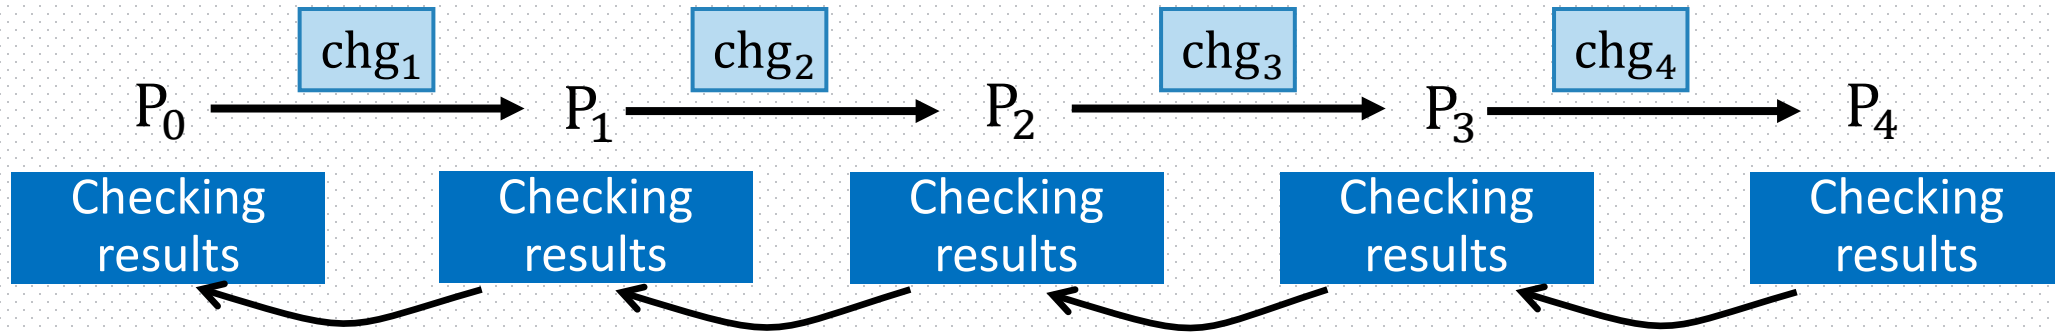 chg₁ chg₂ chg₃ chg₄
P₀ P₁ P₂ P₃ P₄
Checking Checking Checking Checking Checking
results results results results results